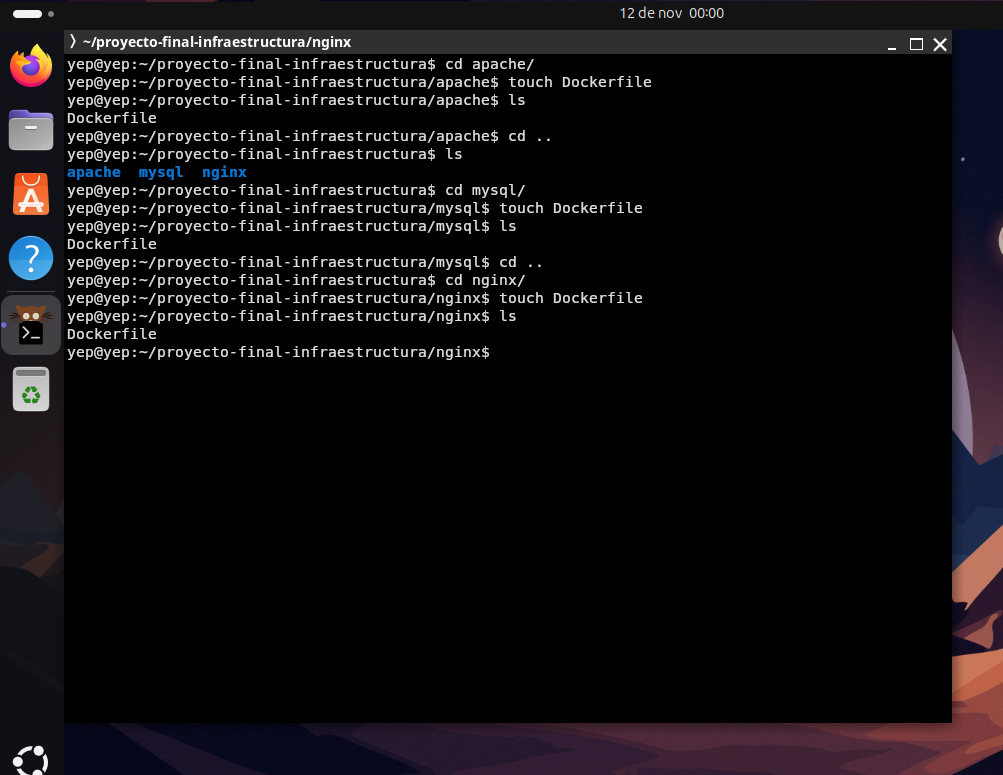 12 de nov 00:00
~/proyecto-final-infraestructura/nginx
yep@yep:~/proyecto-final-infraestructura$ cd apache/
yep@yep:~/proyecto-final-infraestructura/apache$ touch Dockerfile
yep@yep:~/proyecto-final-infraestructura/apache$ ls
Dockerfile
yep@yep:~/proyecto-final-infraestructura/apache$ cd ..
yep@yep:~/proyecto-final-infraestructura$ ls
apache mysql nginx
yep@yep:~/proyecto-final-infraestructura$ cd mysql/
yep@yep:~/proyecto-final-infraestructura/mysql$ touch Dockerfile
yep@yep:~/proyecto-final-infraestructura/mysql$ ls
Dockerfile
yep@yep:~/proyecto-final-infraestructura/mysql$ cd ..
yep@yep:~/proyecto-final-infraestructura$ cd nginx/
yep@yep:~/proyecto-final-infraestructura/nginx$ touch Dockerfile
yep@yep:~/proyecto-final-infraestructura/nginx$ ls
Dockerfile
yep@yep:~/proyecto-final-infraestructura/nginx$